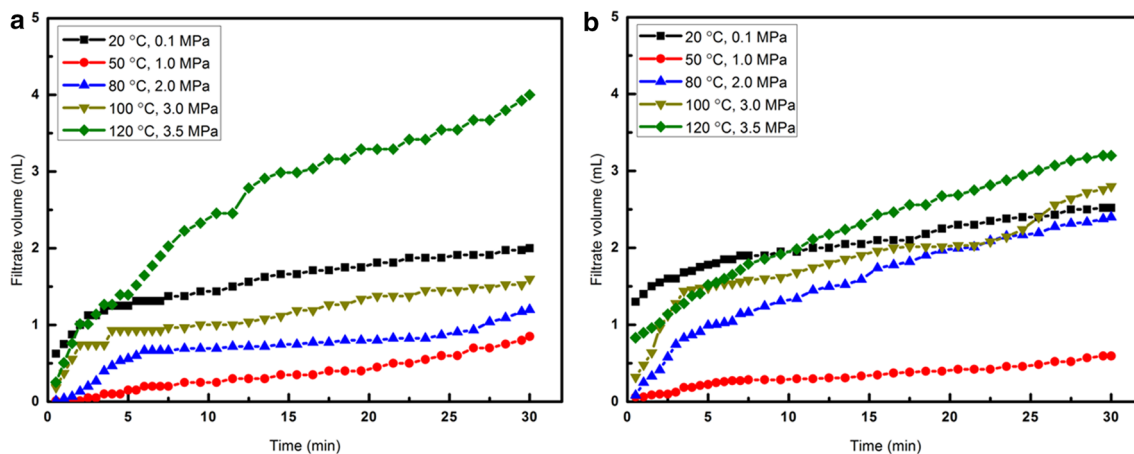 a
5
4
3
2
1
0
0
5
10
15
20
25
30
Filtrate volume (mL)
Time (min)
20 °C, 0.1 MPa
50 °C, 1.0 MPa
80 °C, 2.0 MPa
100 °C, 3.0 MPa
120 °C, 3.5 MPa
b
5
4
3
2
1
0
0
5
10
15
20
25
30
Filtrate volume (mL)
Time (min)
20 °C, 0.1 MPa
50 °C, 1.0 MPa
80 °C, 2.0 MPa
100 °C, 3.0 MPa
120 °C, 3.5 MPa